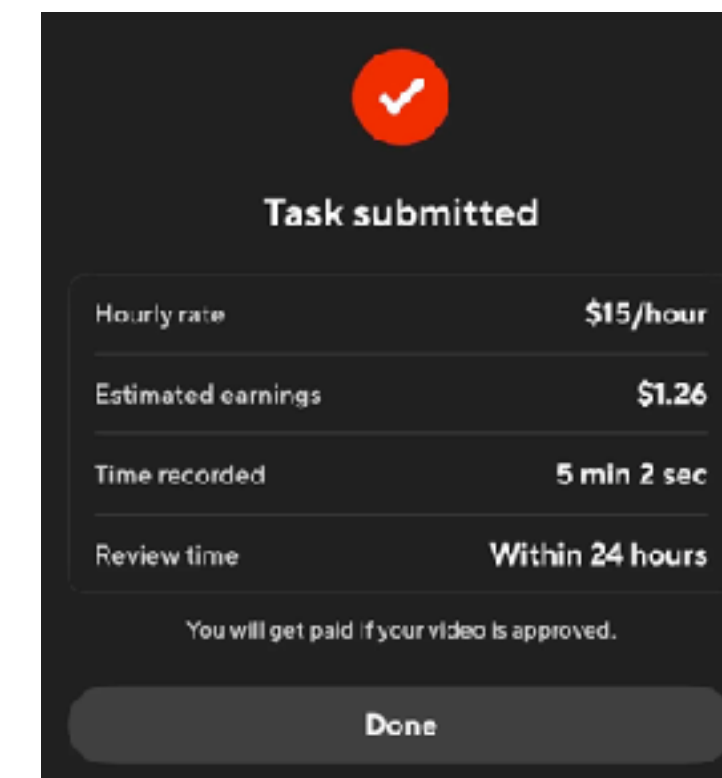 Task submitted
Hourly rate $15/hour
Estimated earnings $1.26
Time recorded 5 min 2 sec
Review time Within 24 hours
You will get paid if your video is approved.
Done